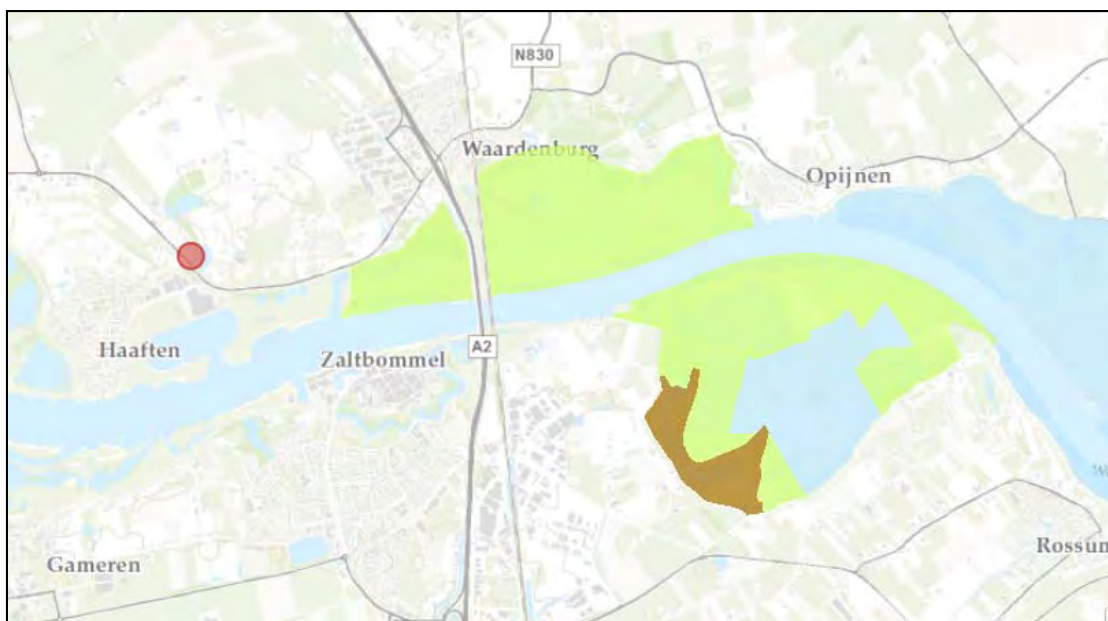 N830
Waardenburg
Opijnen
A2
Haaften
Zaltbommel
Gameren
Rossum